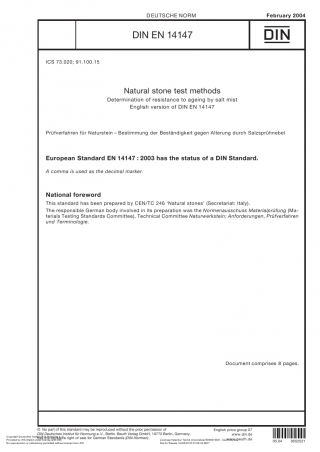 DEUTSCHE NORM
February 2004
DIN EN 14147
DIN
ICS 73.020; 91.100.15
Natural stone test methods
Determination of resistance to ageing by salt mist
English version of DIN EN 14147
Prüfverfahren für Naturstein – Bestimmung der Beständigkeit gegen Alterung durch Salzsprühnebel
European Standard EN 14147 : 2003 has the status of a DIN Standard.
A comma is used as the decimal marker.
National foreword
This standard has been prepared by CEN/TC 246 ‘Natural stones’ (Secretariat: Italy).
The responsible German body involved in its preparation was the Normenausschuss Materialprüfung (Ma-
terials Testing Standards Committee), Technical Committee Naturwerkstein; Anforderungen, Prüfverfahren
und Terminologie.
Document comprises 8 pages.
© No part of this standard may be reproduced without the prior permission of
DIN Deutsches Institut für Normung e.V., Berlin. Beuth Verlag GmbH, 10772 Berlin, Germany,
has the exclusive right of sale for German Standards (DIN-Normen).
English price group 07
www.din.de
www.beuth.de